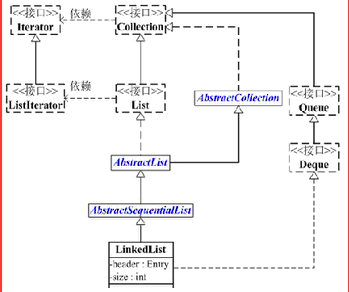 <<接口>>
Iterator
依赖
<<接口>>
Collection
<<接口>>
ListIterator
依赖
<<接口>>
List
AbstractCollection
<<接口>>
Queue
AbstractList
<<接口>>
Deque
AbstractSequentialList
LinkedList
-header : Entry
-size : int